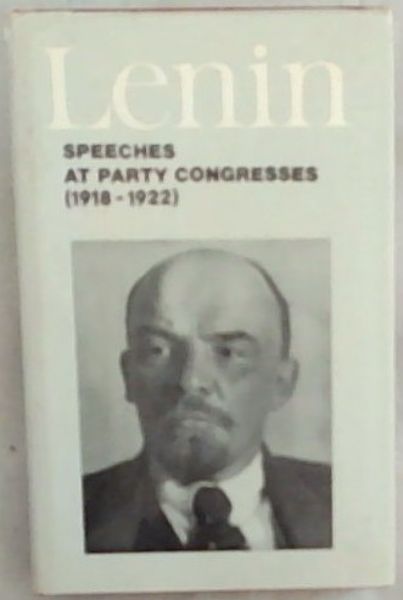 Lenin
SPEECHES
AT PARTY CONGRESSES
(1918-1922)